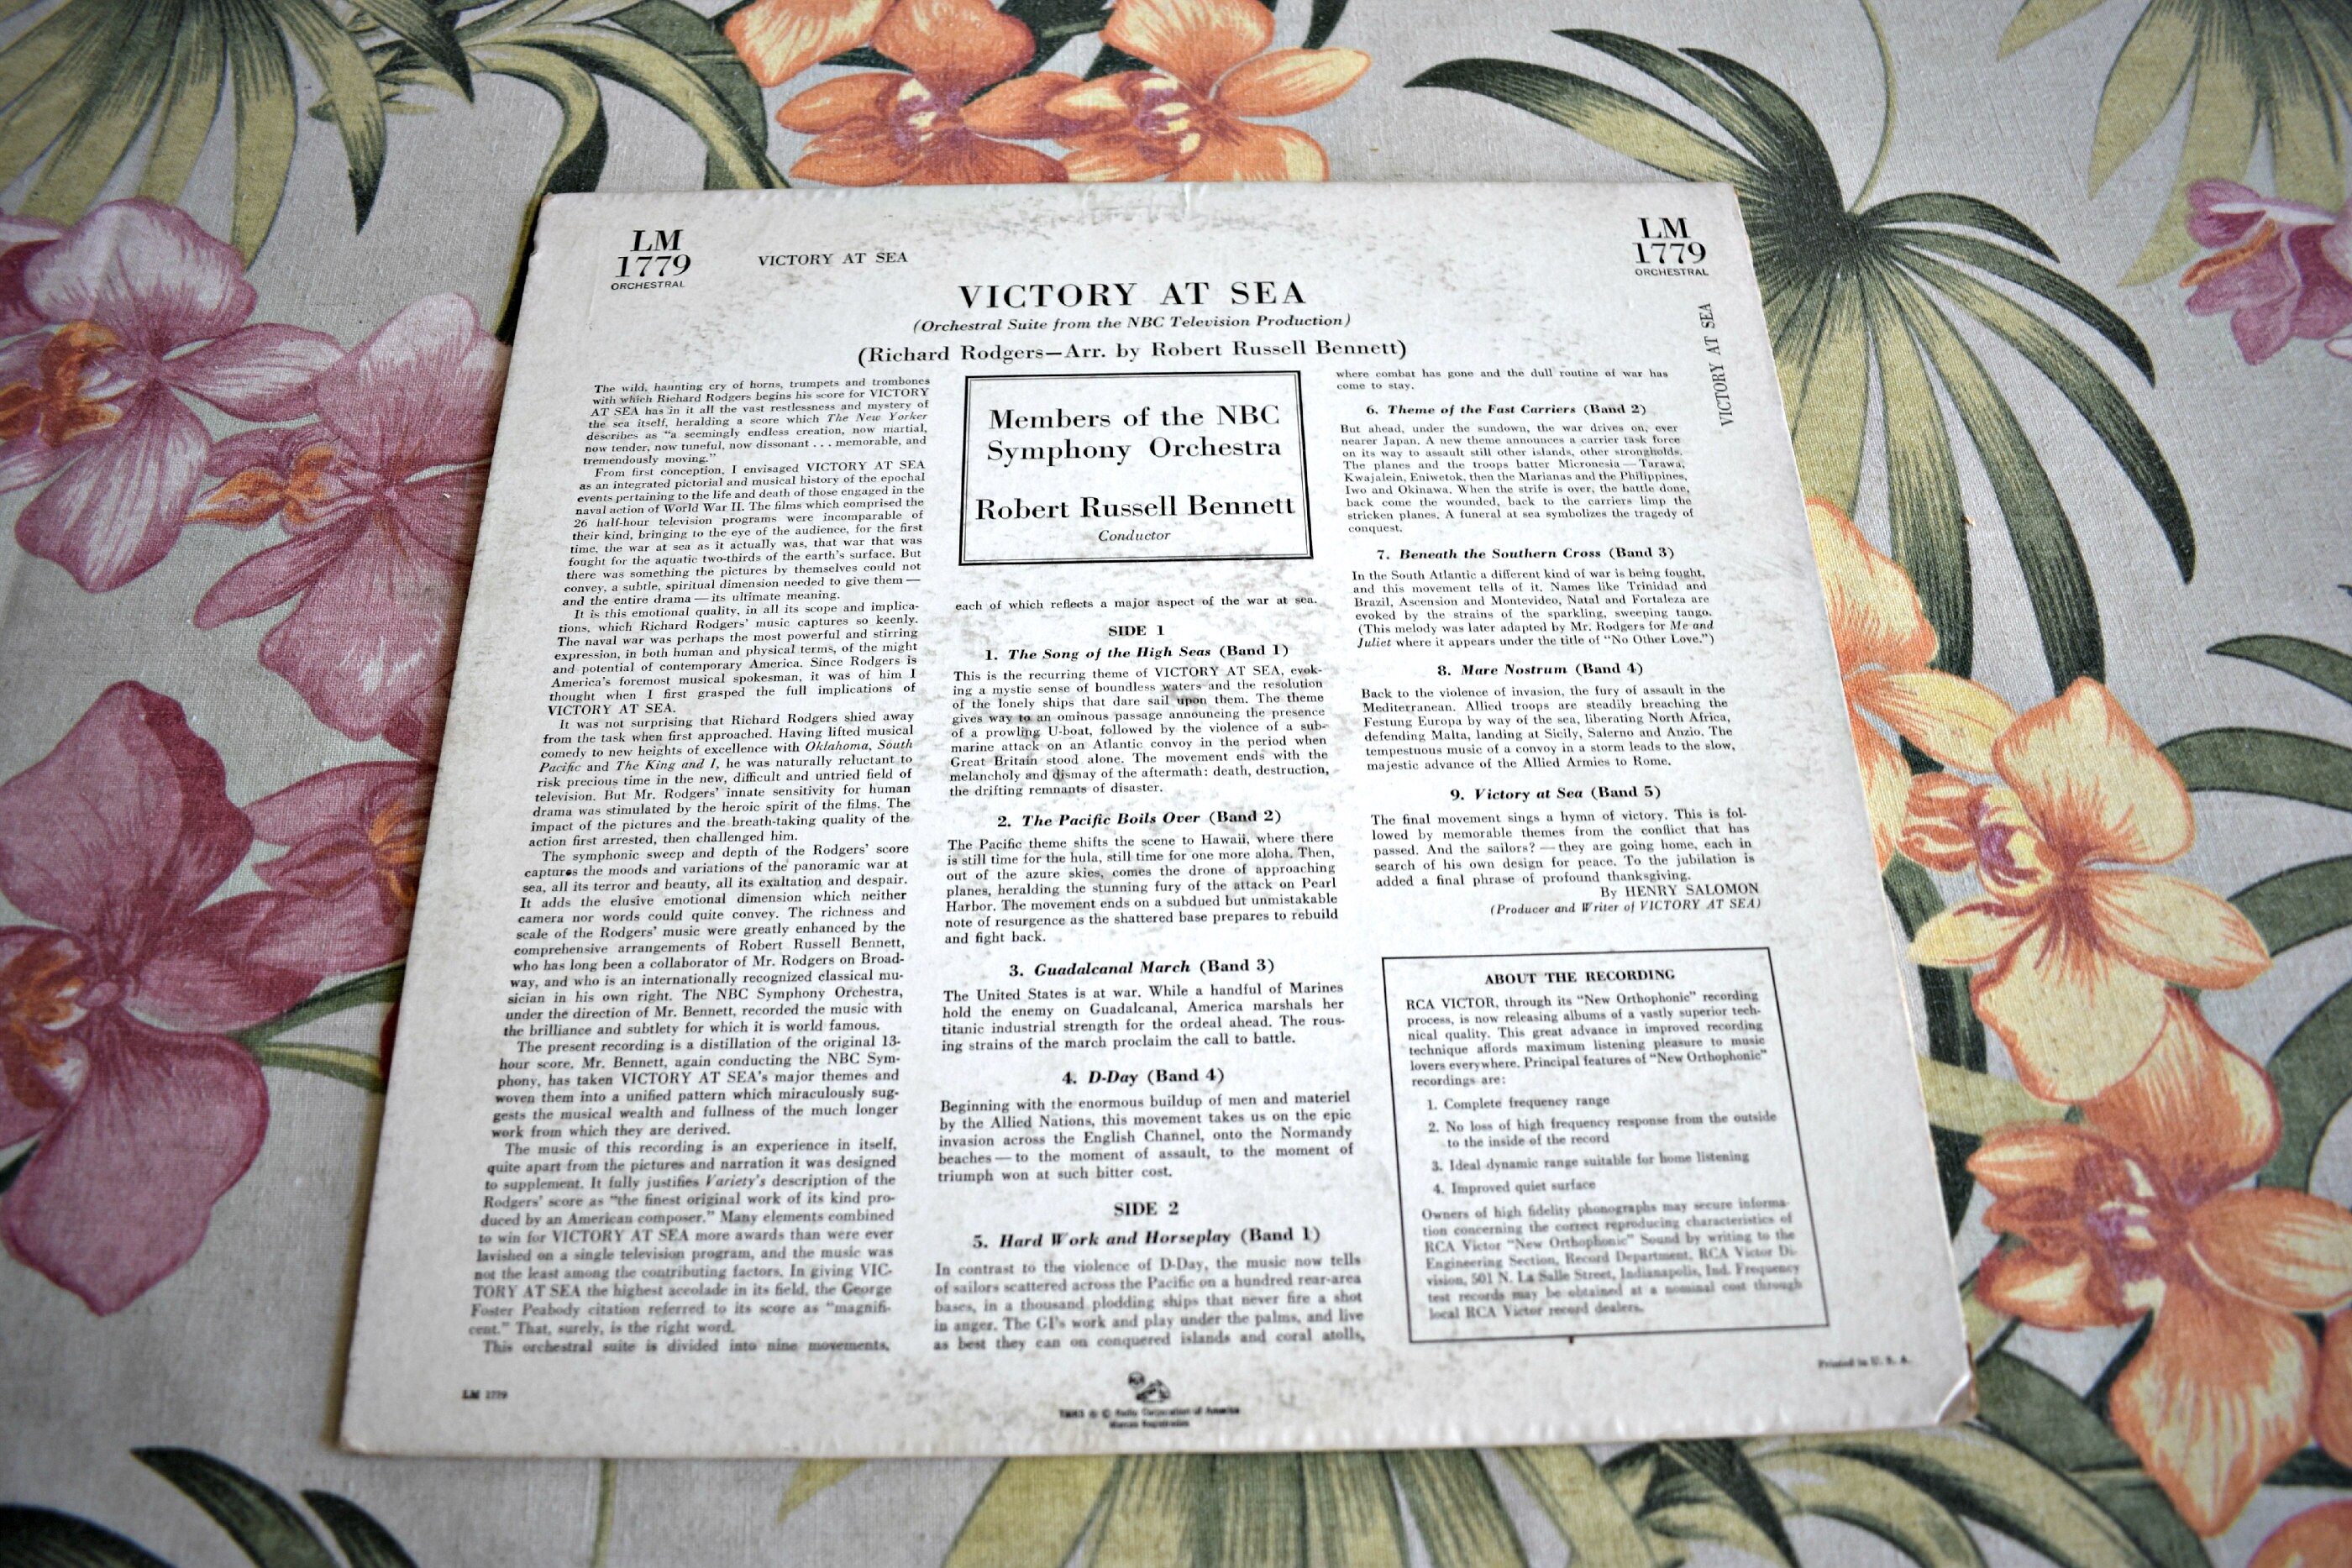 LM
1779
ORCHESTRAL
VICTORY AT SEA
LM
1779
ORCHESTRAL
VICTORY AT SEA
VICTORY AT SEA
(Orchestral Suite from the NBC Television Production)
(Richard Rodgers—Arr. by Robert Russell Bennett)
The wild, haunting cry of horns, trumpets and trombones
with which Richard Rodgers begins his score for VICTORY
AT SEA has in it all the vast restlessness and mystery of
the sea itself, heralding a score which The New Yorker
describes as "a seemingly endless creation, now martial,
now tender, now tuneful, now dissonant . . . memorable, and
tremendously moving."
From first conception, I envisaged VICTORY AT SEA
as an integrated pictorial and musical history of the epochal
events pertaining to the life and death of those engaged in the
naval action of World War II. The films which comprised the
26 half-hour television programs were incomparable of
their kind, bringing to the eye of the audience, for the first
time, the war at sea as it actually was, that war that was
fought for the aquatic two-thirds of the earth's surface. But
there was something the pictures by themselves could not
convey, a subtle, spiritual dimension needed to give them —
and the entire drama — its ultimate meaning.
It is this emotional quality, in all its scope and implica-
tions, which Richard Rodgers' music captures so keenly.
The naval war was perhaps the most powerful and stirring
expression, in both human and physical terms, of the might
and potential of contemporary America. Since Rodgers is
America's foremost musical spokesman, it was of him I
thought when I first grasped the full implications of
VICTORY AT SEA.
It was not surprising that Richard Rodgers shied away
from the task when first approached. Having lifted musical
comedy to new heights of excellence with Oklahoma, South
Pacific and The King and I, he was naturally reluctant to
risk precious time in the new, difficult and untried field of
television. But Mr. Rodgers' innate sensitivity for human
drama was stimulated by the heroic spirit of the films. The
impact of the pictures and the breath-taking quality of the
action first arrested, then challenged him.
The symphonic sweep and depth of the Rodgers' score
captures the moods and variations of the panoramic war at
sea, all its terror and beauty, all its exaltation and despair.
It adds the elusive emotional dimension which neither
camera nor words could quite convey. The richness and
scale of the Rodgers' music were greatly enhanced by the
comprehensive arrangements of Robert Russell Bennett,
who has long been a collaborator of Mr. Rodgers on Broad-
way, and who is an internationally recognized classical mu-
sician in his own right. The NBC Symphony Orchestra,
under the direction of Mr. Bennett, recorded the music with
the brilliance and subtlety for which it is world famous.
The present recording is a distillation of the original 13-
hour score. Mr. Bennett, again conducting the NBC Sym-
phony, has taken VICTORY AT SEA's major themes and
woven them into a unified pattern which miraculously sug-
gests the musical wealth and fullness of the much longer
work from which they are derived.
The music of this recording is an experience in itself,
quite apart from the pictures and narration it was designed
to supplement. It fully justifies Variety's description of the
Rodgers' score as "the finest original work of its kind pro-
duced by an American composer." Many elements combined
to win for VICTORY AT SEA more awards than were ever
lavished on a single television program, and the music was
not the least among the contributing factors. In giving VIC-
TORY AT SEA the highest accolade in its field, the George
Foster Peabody citation referred to its score as "magnifi-
cent." That, surely, is the right word.
This orchestral suite is divided into nine movements,
Members of the NBC
Symphony Orchestra
Robert Russell Bennett
Conductor
each of which reflects a major aspect of the war at sea.
SIDE 1
1. The Song of the High Seas (Band 1)
This is the recurring theme of VICTORY AT SEA, evok-
ing a mystic sense of boundless waters and the resolution
of the lonely ships that dare sail upon them. The theme
gives way to an ominous passage announcing the presence
of a prowling U-boat, followed by the violence of a sub-
marine attack on an Atlantic convoy in the period when
Great Britain stood alone. The movement ends with the
melancholy and dismay of the aftermath: death, destruction,
the drifting remnants of disaster.
2. The Pacific Boils Over (Band 2)
The Pacific theme shifts the scene to Hawaii, where there
is still time for the hula, still time for one more aloha. Then,
out of the azure skies, comes the drone of approaching
planes, heralding the stunning fury of the attack on Pearl
Harbor. The movement ends on a subdued but unmistakable
note of resurgence as the shattered base prepares to rebuild
and fight back.
3. Guadalcanal March (Band 3)
The United States is at war. While a handful of Marines
hold the enemy on Guadalcanal, America marshals her
titanic industrial strength for the ordeal ahead. The rous-
ing strains of the march proclaim the call to battle.
4. D-Day (Band 4)
Beginning with the enormous buildup of men and materiel
by the Allied Nations, this movement takes us on the epic
invasion across the English Channel, onto the Normandy
beaches — to the moment of assault, to the moment of
triumph won at such bitter cost.
SIDE 2
5. Hard Work and Horseplay (Band 1)
In contrast to the violence of D-Day, the music now tells
of sailors scattered across the Pacific on a hundred rear-area
bases, in a thousand plodding ships that never fire a shot
in anger. The GI's work and play under the palms, and live
as best they can on conquered islands and coral atolls,
where combat has gone and the dull routine of war has
come to stay.
6. Theme of the Fast Carriers (Band 2)
But ahead, under the sundown, the war drives on, ever
nearer Japan. A new theme announces a carrier task force
on its way to assault still other islands, other strongholds.
The planes and the troops batter Micronesia — Tarawa,
Kwajalein, Eniwetok, then the Marianas and the Philippines,
Iwo and Okinawa. When the strife is over, the battle done,
back come the wounded, back to the carriers limp the
stricken planes. A funeral at sea symbolizes the tragedy of
conquest.
7. Beneath the Southern Cross (Band 3)
In the South Atlantic a different kind of war is being fought,
and this movement tells of it. Names like Trinidad and
Brazil, Ascension and Montevideo, Natal and Fortaleza are
evoked by the strains of the sparkling, sweeping tango.
(This melody was later adapted by Mr. Rodgers for Me and
Juliet where it appears under the title of "No Other Love.")
8. Mare Nostrum (Band 4)
Back to the violence of invasion, the fury of assault in the
Mediterranean. Allied troops are steadily breaching the
Festung Europa by way of the sea, liberating North Africa,
defending Malta, landing at Sicily, Salerno and Anzio. The
tempestuous music of a convoy in a storm leads to the slow,
majestic advance of the Allied Armies to Rome.
9. Victory at Sea (Band 5)
The final movement sings a hymn of victory. This is fol-
lowed by memorable themes from the conflict that has
passed. And the sailors? — they are going home, each in
search of his own design for peace. To the jubilation is
added a final phrase of profound thanksgiving.
By HENRY SALOMON
(Producer and Writer of VICTORY AT SEA)
ABOUT THE RECORDING
RCA VICTOR, through its "New Orthophonic" recording
process, is now releasing albums of a vastly superior tech-
nical quality. This great advance in improved recording
technique affords maximum listening pleasure to music
lovers everywhere. Principal features of "New Orthophonic"
recordings are:
1. Complete frequency range
2. No loss of high frequency response from the outside
to the inside of the record
3. Ideal dynamic range suitable for home listening
4. Improved quiet surface
Owners of high fidelity phonographs may secure informa-
tion concerning the correct reproducing characteristics of
RCA Victor "New Orthophonic" Sound by writing to the
Engineering Section, Record Department, RCA Victor Di-
vision, 501 N. La Salle Street, Indianapolis, Ind. Frequency
test records may be obtained at a nominal cost through
local RCA Victor record dealers.
Printed in U. S. A.
LM 1779
Radio Corporation of America